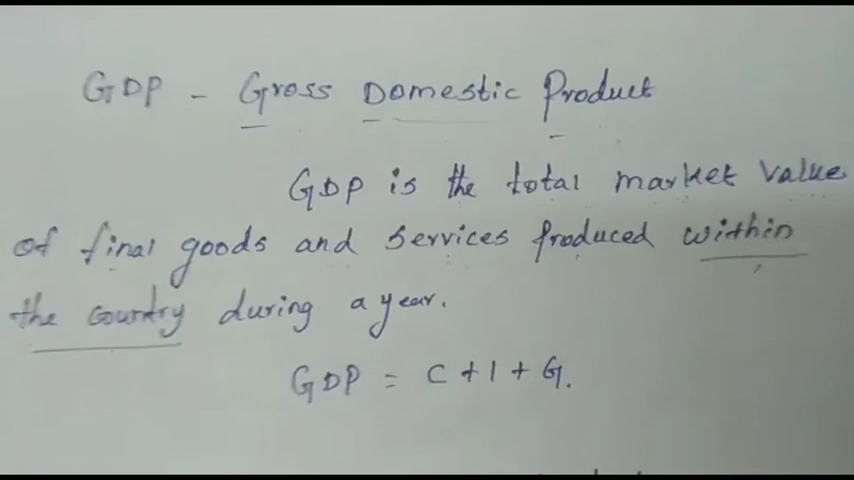 GDP - Gross Domestic Product
GDP is the total market value
of final goods and services produced within
the country during a year.
GDP = C + I + G.